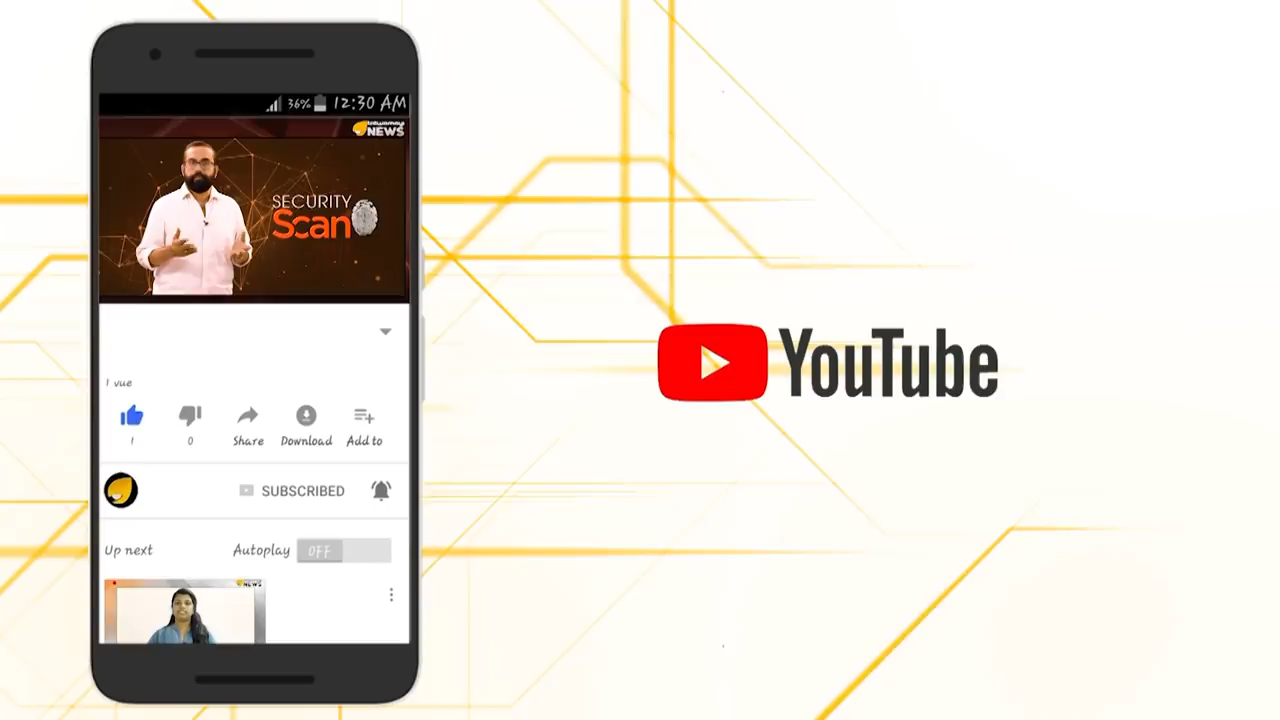 36% 12:30 AM
NEWS
SECURITY
Scan
1 vue
1
0
Share
Download
Add to
SUBSCRIBED
Up next
Autoplay
OFF
NEWS
YouTube